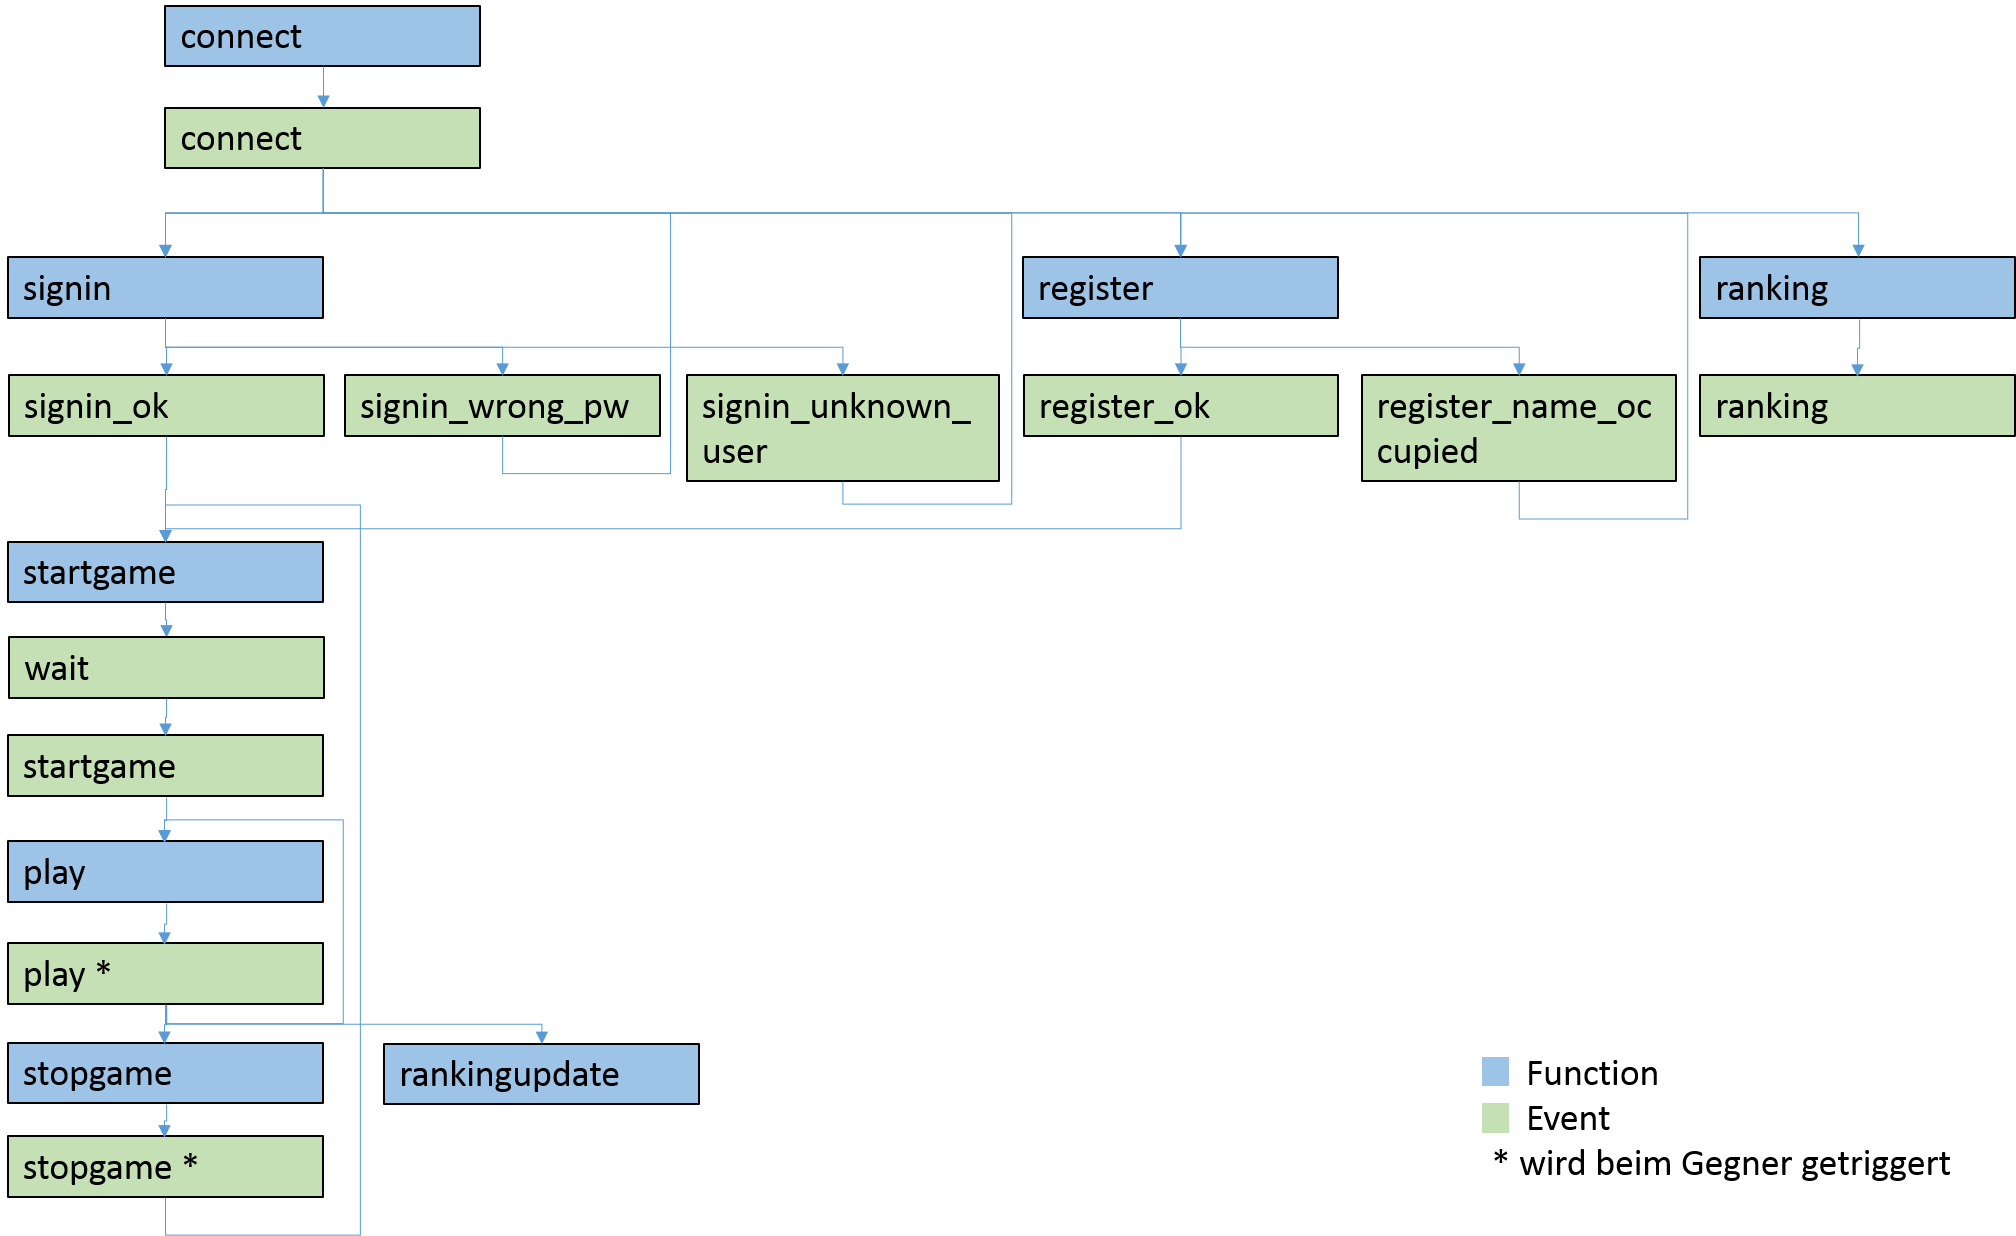 connect
connect
signin
register
ranking
signin_ok
signin_wrong_pw
signin_unknown_
user
register_ok
register_name_oc
cupied
ranking
startgame
wait
startgame
play
play *
stopgame
rankingupdate
stopgame *
Function
Event
* wird beim Gegner getriggert